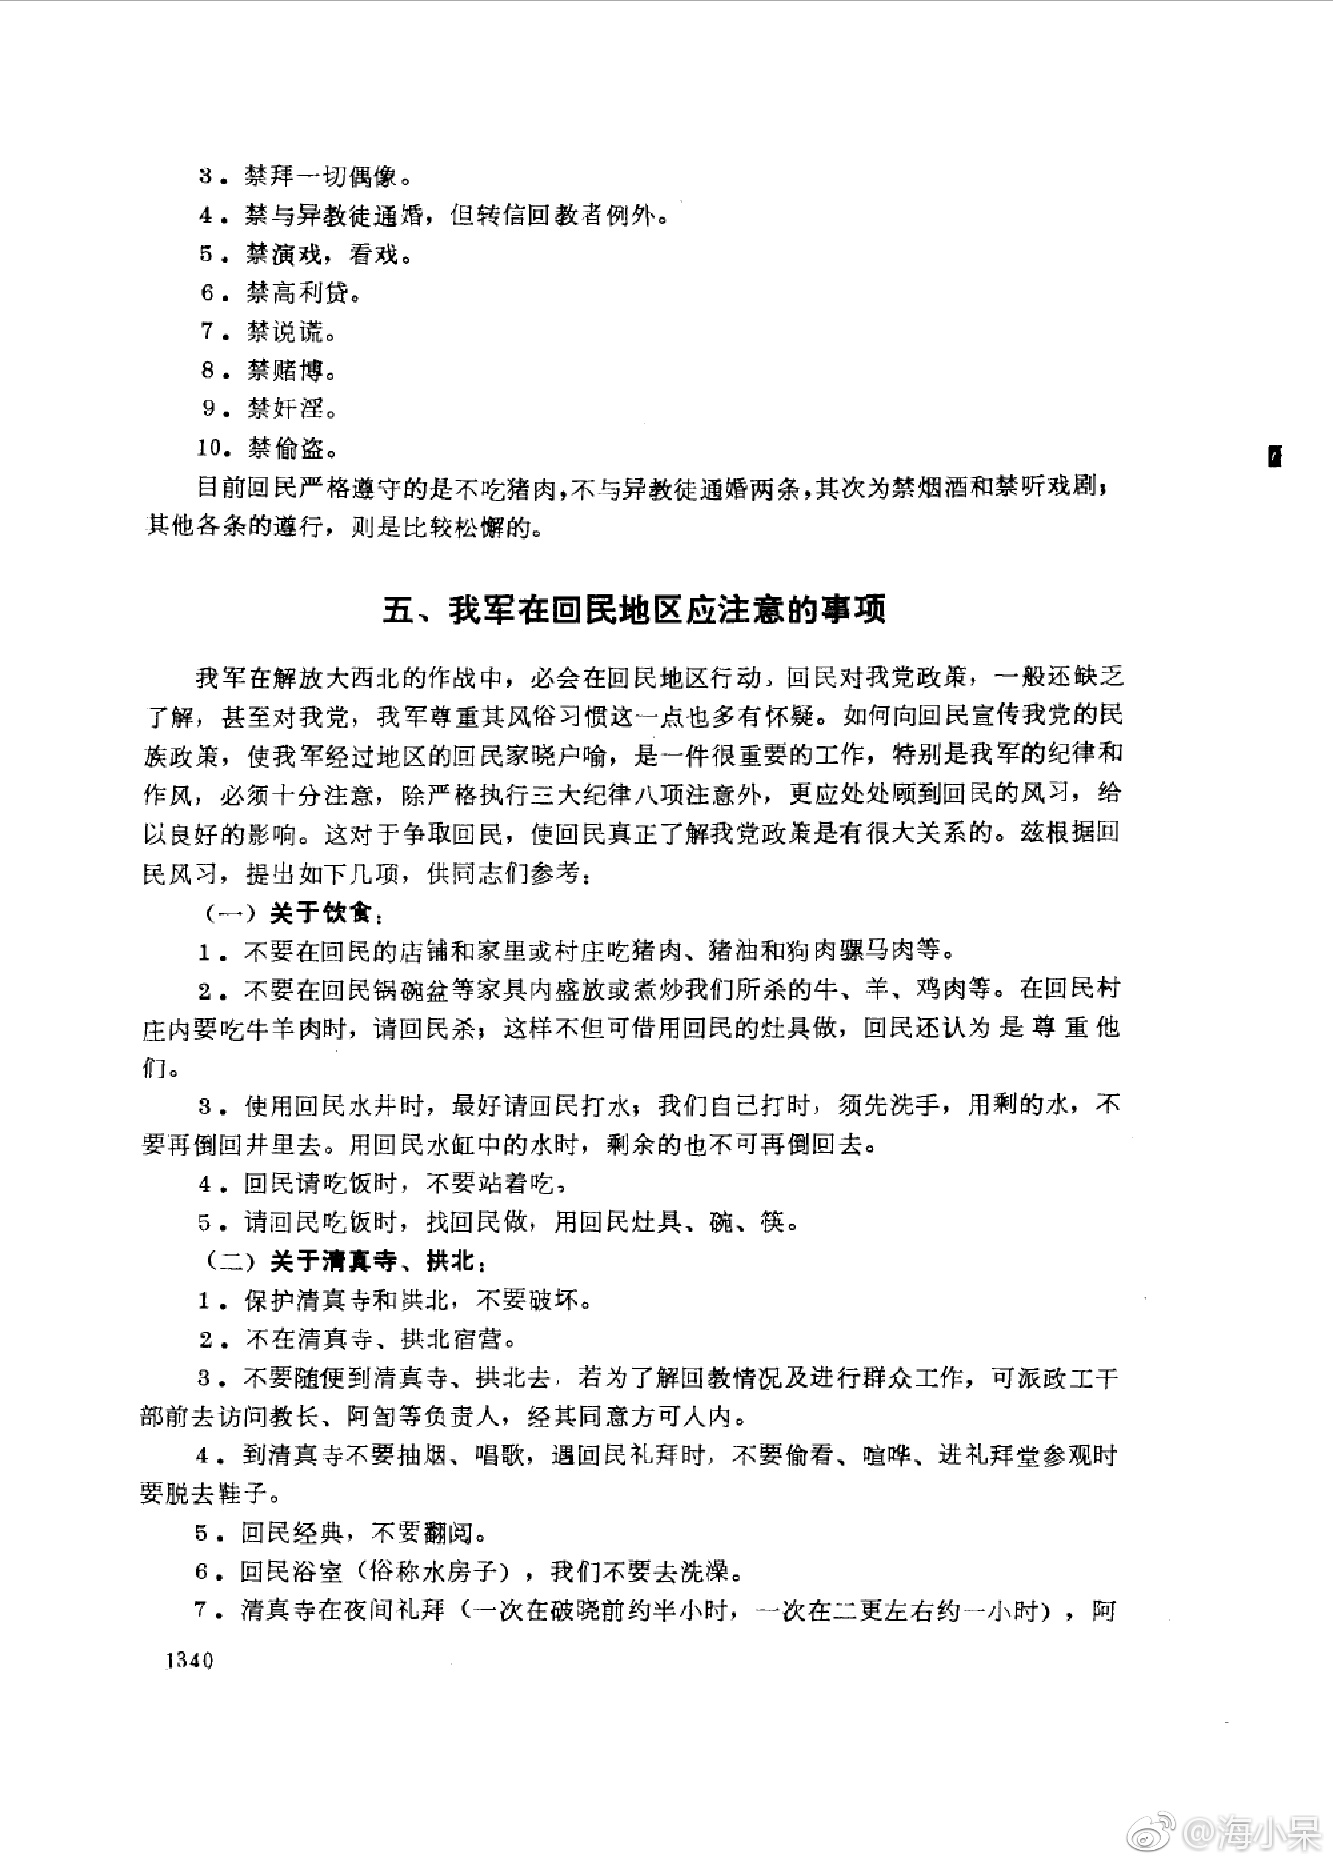 3．禁拜一切偶像。
4．禁与异教徒通婚，但转信回教者例外。
5．禁演戏，看戏。
6．禁高利贷。
7．禁说谎。
8．禁赌博。
9．禁奸淫。
10．禁偷盗。
目前回民严格遵守的是不吃猪肉，不与异教徒通婚两条，其次为禁烟酒和禁听戏剧；
其他各条的遵行，则是比较松懈的。
五、我军在回民地区应注意的事项
我军在解放大西北的作战中，必会在回民地区行动。回民对我党政策，一般还缺乏
了解，甚至对我党，我军尊重其风俗习惯这一点也多有怀疑。如何向回民宣传我党的民
族政策，使我军经过地区的回民家晓户喻，是一件很重要的工作，特别是我军的纪律和
作风，必须十分注意，除严格执行三大纪律八项注意外，更应处处顾到回民的风习，给
以良好的影响。这对于争取回民，使回民真正了解我党政策是有很大关系的。兹根据回
民风习，提出如下几项，供同志们参考：
（一）关于饮食：
1．不要在回民的店铺和家里或村庄吃猪肉、猪油和狗肉骡马肉等。
2．不要在回民锅碗盆等家具内盛放或煮炒我们所杀的牛、羊、鸡肉等。在回民村
庄内要吃牛羊肉时，请回民杀；这样不但可借用回民的灶具做，回民还认为是尊重他
们。
3．使用回民水井时，最好请回民打水；我们自己打时，须先洗手，用剩的水，不
要再倒回井里去。用回民水缸中的水时，剩余的也不可再倒回去。
4．回民请吃饭时，不要站着吃。
5．请回民吃饭时，找回民做，用回民灶具、碗、筷。
（二）关于清真寺、拱北：
1．保护清真寺和拱北，不要破坏。
2．不在清真寺、拱北宿营。
3．不要随便到清真寺、拱北去，若为了解回教情况及进行群众工作，可派政工干
部前去访问教长、阿訇等负责人，经其同意方可入内。
4．到清真寺不要抽烟、唱歌，遇回民礼拜时，不要偷看、喧哗、进礼拜堂参观时
要脱去鞋子。
5．回民经典，不要翻阅。
6．回民浴室（俗称水房子），我们不要去洗澡。
7．清真寺在夜间礼拜（一次在破晓前约半小时，一次在二更左右约一小时），阿
1340
@海小呆